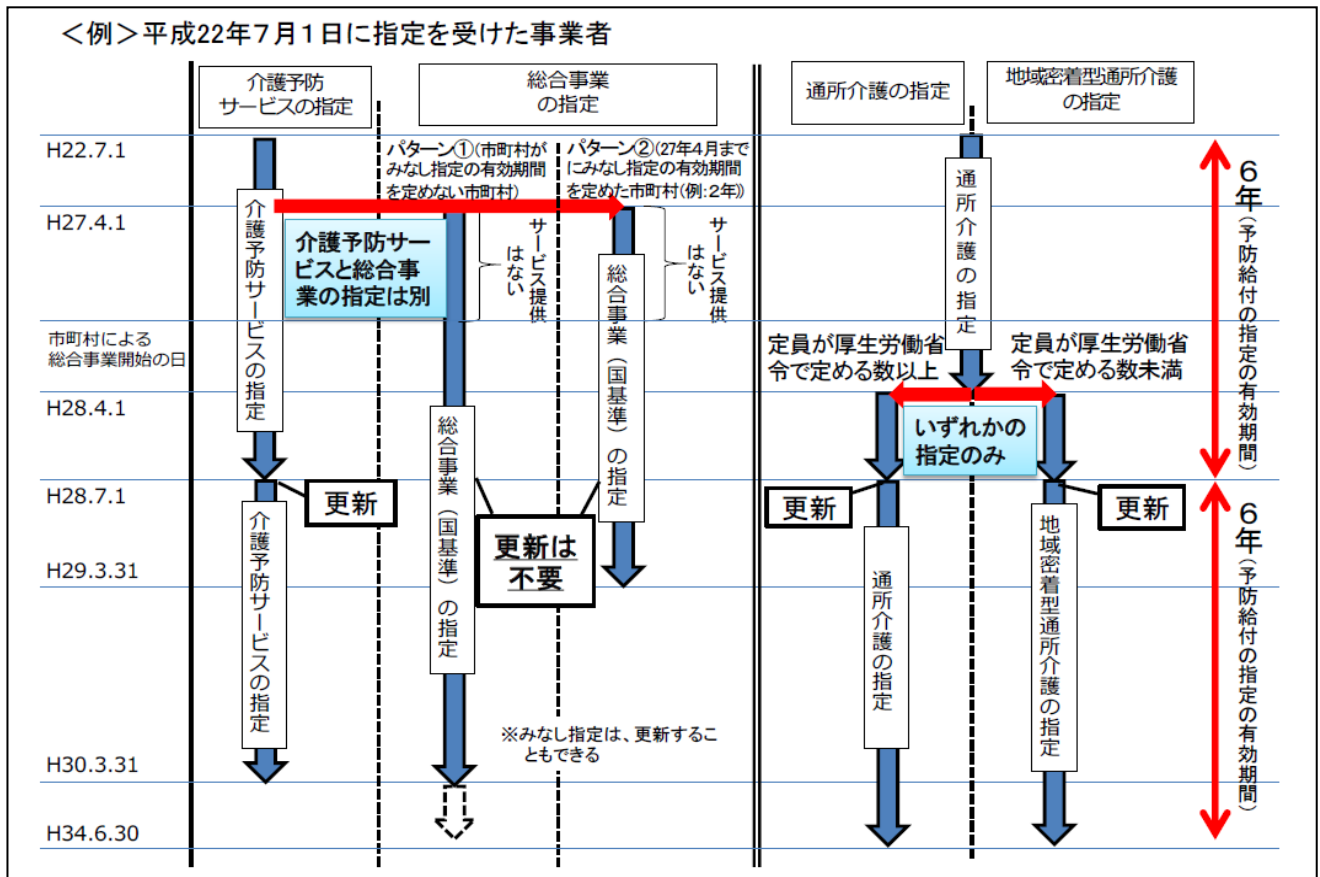 ＜例＞平成22年７月１日に指定を受けた事業者
介護予防
サービスの指定
総合事業
の指定
通所介護の指定
地域密着型通所介護
の指定
H22.7.1
H27.4.1
市町村による
総合事業開始の日
H28.4.1
H28.7.1
H29.3.31
H30.3.31
H34.6.30
介護予防サービスの指定
更新
介護予防サービスの指定
パターン①(市町村が
みなし指定の有効期間
を定めない市町村)
パターン②(27年４月まで
にみなし指定の有効期間
を定めた市町村(例：２年))
介護予防サー
ビスと総合事
業の指定は別
サービス提供
はない
サービス提供
はない
総合事業（国基準）の指定
総合事業（国基準）の指定
更新は
不要
※みなし指定は、更新するこ
ともできる
通所介護の指定
定員が厚生労働省
令で定める数以上
定員が厚生労働省
令で定める数未満
いずれかの
指定のみ
更新
更新
通所介護の指定
地域密着型通所介護の指定
６年(予防給付の指定の有効期間)
６年(予防給付の指定の有効期間)